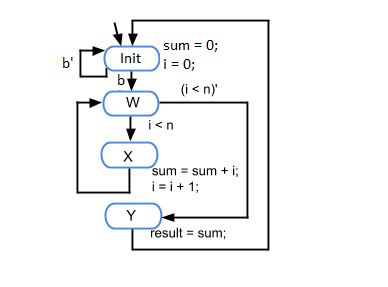 sum = 0;
b' Init i = 0;
b
W (i < n)'
i < n
X
sum = sum + i;
i = i + 1;
Y
result = sum;